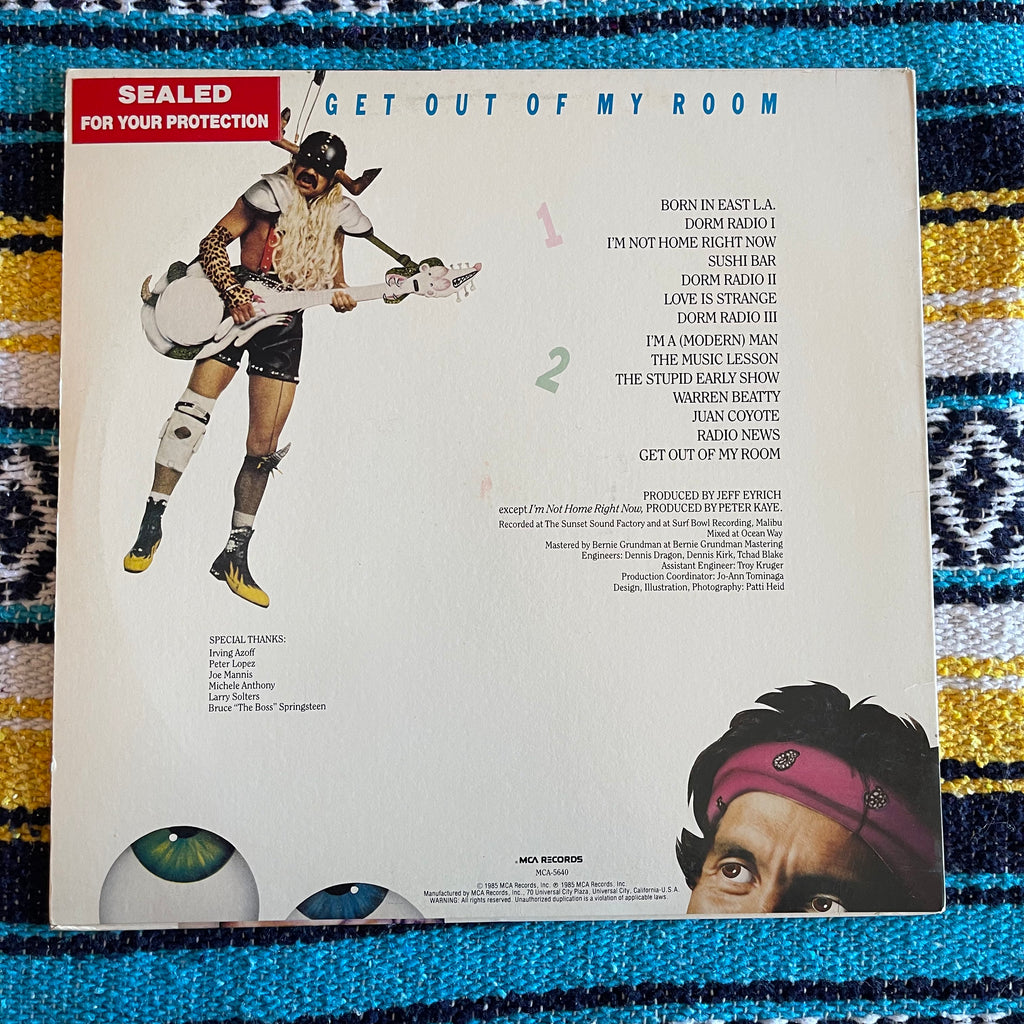 SEALED
FOR YOUR PROTECTION
GET OUT OF MY ROOM
1
BORN IN EAST L.A.
DORM RADIO I
I'M NOT HOME RIGHT NOW
SUSHI BAR
DORM RADIO II
LOVE IS STRANGE
DORM RADIO III
2
I'M A (MODERN) MAN
THE MUSIC LESSON
THE STUPID EARLY SHOW
WARREN BEATTY
JUAN COYOTE
RADIO NEWS
GET OUT OF MY ROOM
PRODUCED BY JEFF EYRICH
except I'm Not Home Right Now, PRODUCED BY PETER KAYE.
Recorded at The Sunset Sound Factory and at Surf Bowl Recording, Malibu
Mixed at Ocean Way
Mastered by Bernie Grundman at Bernie Grundman Mastering
Engineers: Dennis Dragon, Dennis Kirk, Tchad Blake
Assistant Engineer: Troy Kruger
Production Coordinator: Jo-Ann Tominaga
Design, Illustration, Photography: Patti Heid
SPECIAL THANKS:
Irving Azoff
Peter Lopez
Joe Mannis
Michele Anthony
Larry Solters
Bruce "The Boss" Springsteen
MCA RECORDS
MCA-5640
© 1985 MCA Records, Inc. ℗ 1985 MCA Records, Inc.
Manufactured by MCA Records, Inc., 70 Universal City Plaza, Universal City, California-U.S.A.
WARNING: All rights reserved. Unauthorized duplication is a violation of applicable laws.